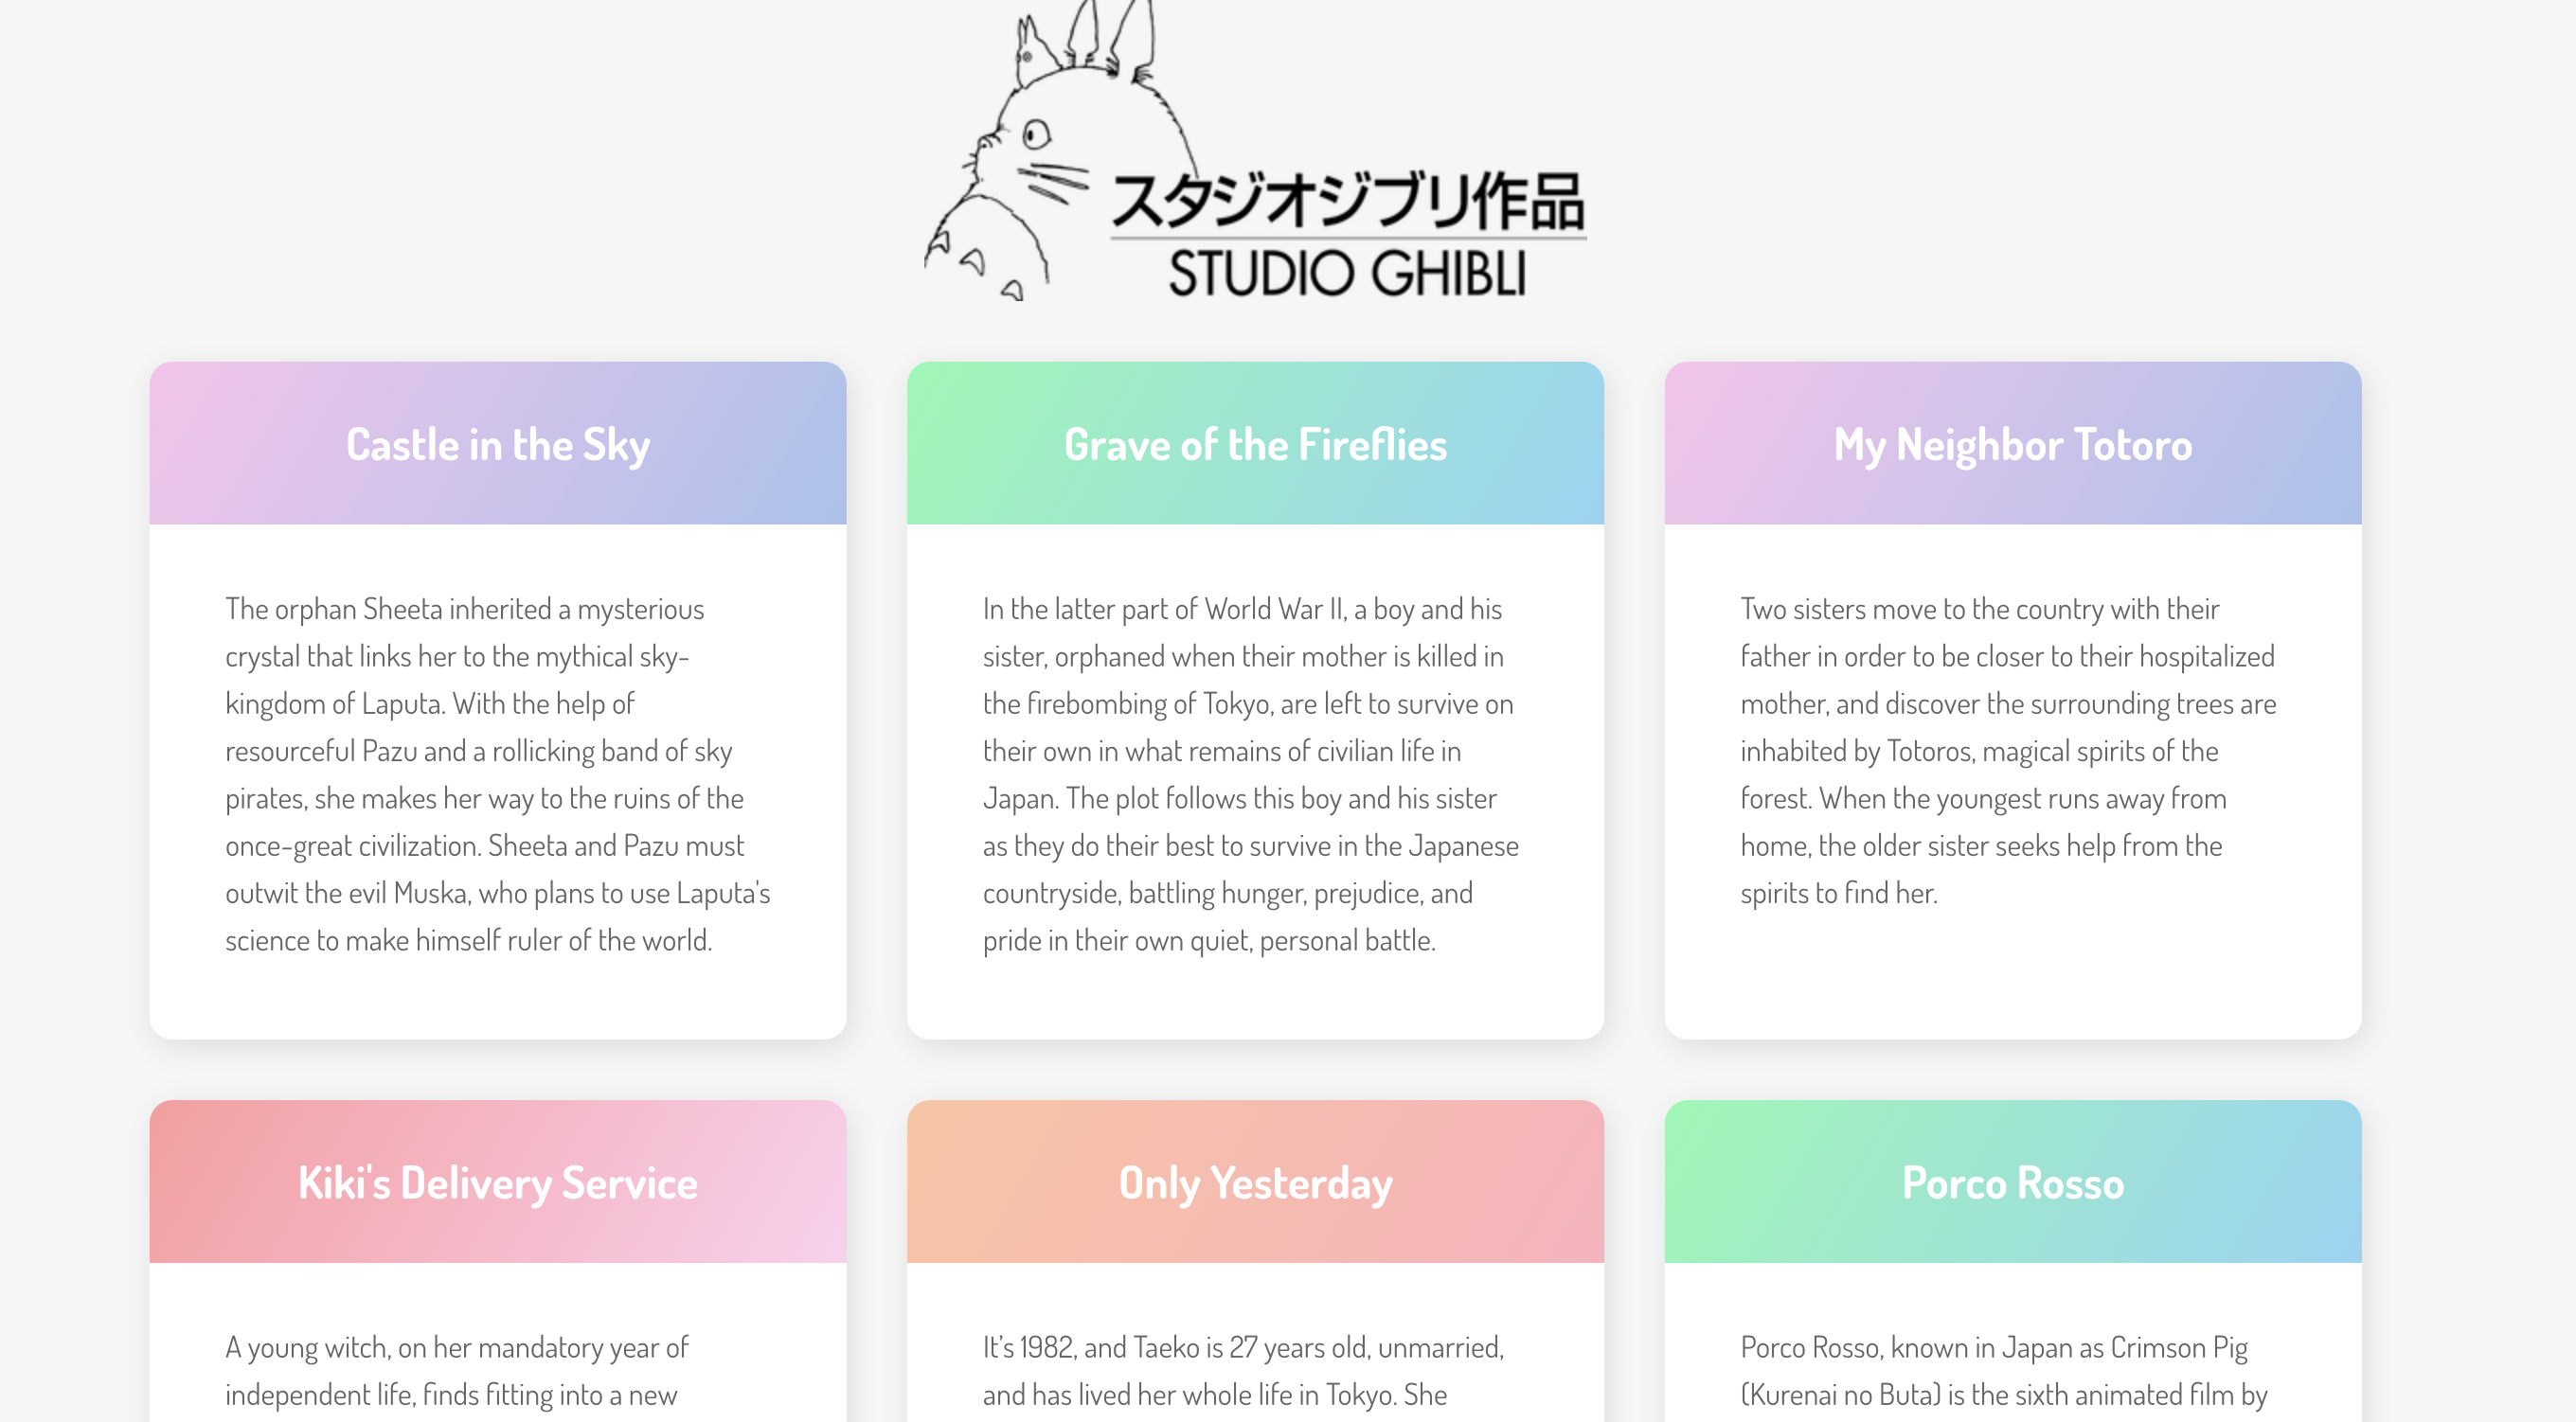 スタジオジブリ作品
STUDIO GHIBLI
Castle in the Sky
The orphan Sheeta inherited a mysterious
crystal that links her to the mythical sky-
kingdom of Laputa. With the help of
resourceful Pazu and a rollicking band of sky
pirates, she makes her way to the ruins of the
once-great civilization. Sheeta and Pazu must
outwit the evil Muska, who plans to use Laputa's
science to make himself ruler of the world.
Grave of the Fireflies
In the latter part of World War II, a boy and his
sister, orphaned when their mother is killed in
the firebombing of Tokyo, are left to survive on
their own in what remains of civilian life in
Japan. The plot follows this boy and his sister
as they do their best to survive in the Japanese
countryside, battling hunger, prejudice, and
pride in their own quiet, personal battle.
My Neighbor Totoro
Two sisters move to the country with their
father in order to be closer to their hospitalized
mother, and discover the surrounding trees are
inhabited by Totoros, magical spirits of the
forest. When the youngest runs away from
home, the older sister seeks help from the
spirits to find her.
Kiki's Delivery Service
A young witch, on her mandatory year of
independent life, finds fitting into a new
Only Yesterday
It’s 1982, and Taeko is 27 years old, unmarried,
and has lived her whole life in Tokyo. She
Porco Rosso
Porco Rosso, known in Japan as Crimson Pig
(Kurenai no Buta) is the sixth animated film by